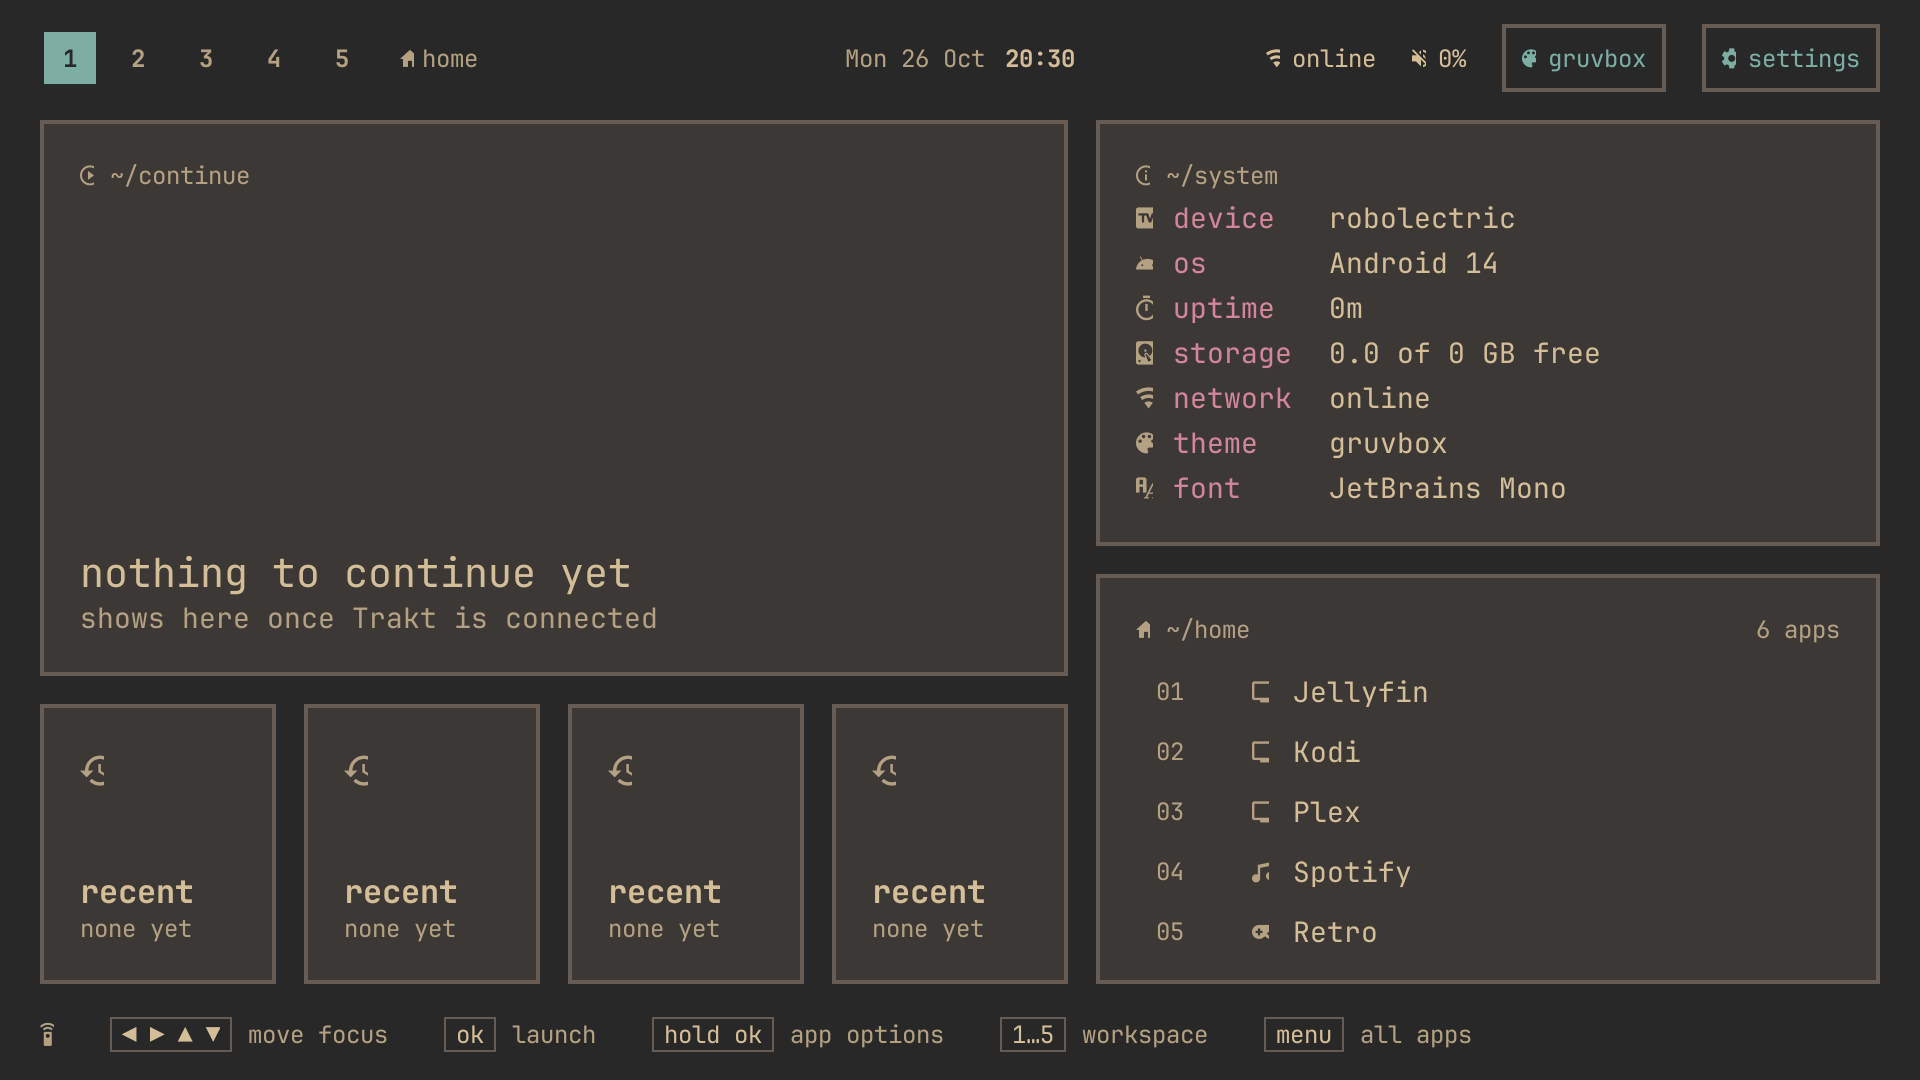 1 2 3 4 5 home Mon 26 Oct 20:30 online 0% gruvbox settings
~/continue
nothing to continue yet
shows here once Trakt is connected
recent
none yet
recent
none yet
recent
none yet
recent
none yet
~/system
device robolectric
os Android 14
uptime 0m
storage 0.0 of 0 GB free
network online
theme gruvbox
font JetBrains Mono
~/home 6 apps
01 Jellyfin
02 Kodi
03 Plex
04 Spotify
05 Retro
◀ ▶ ▲ ▼ move focus ok launch hold ok app options 1…5 workspace menu all apps